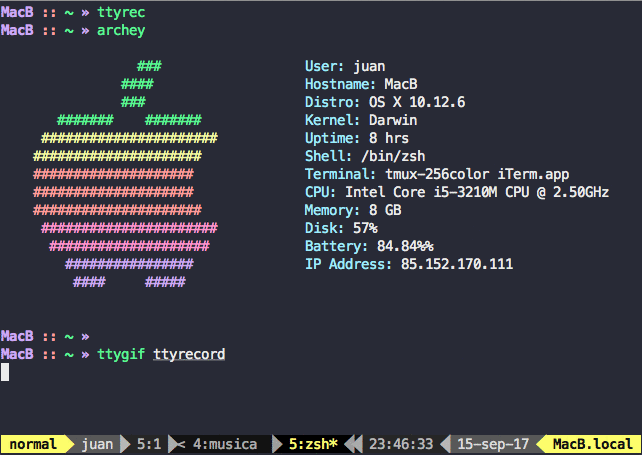 MacB :: ~ » ttyrec
MacB :: ~ » archey
### User: juan
#### Hostname: MacB
### Distro: OS X 10.12.6
####### ####### Kernel: Darwin
###################### Uptime: 8 hrs
##################### Shell: /bin/zsh
#################### Terminal: tmux-256color iTerm.app
#################### CPU: Intel Core i5-3210M CPU @ 2.50GHz
##################### Memory: 8 GB
###################### Disk: 57%
#################### Battery: 84.84%%
################ IP Address: 85.152.170.111
#### #####
MacB :: ~ »
MacB :: ~ » ttygif ttyrecord
normal juan 5:1 < 4:musica 5:zsh* 23:46:33 15-sep-17 MacB.local